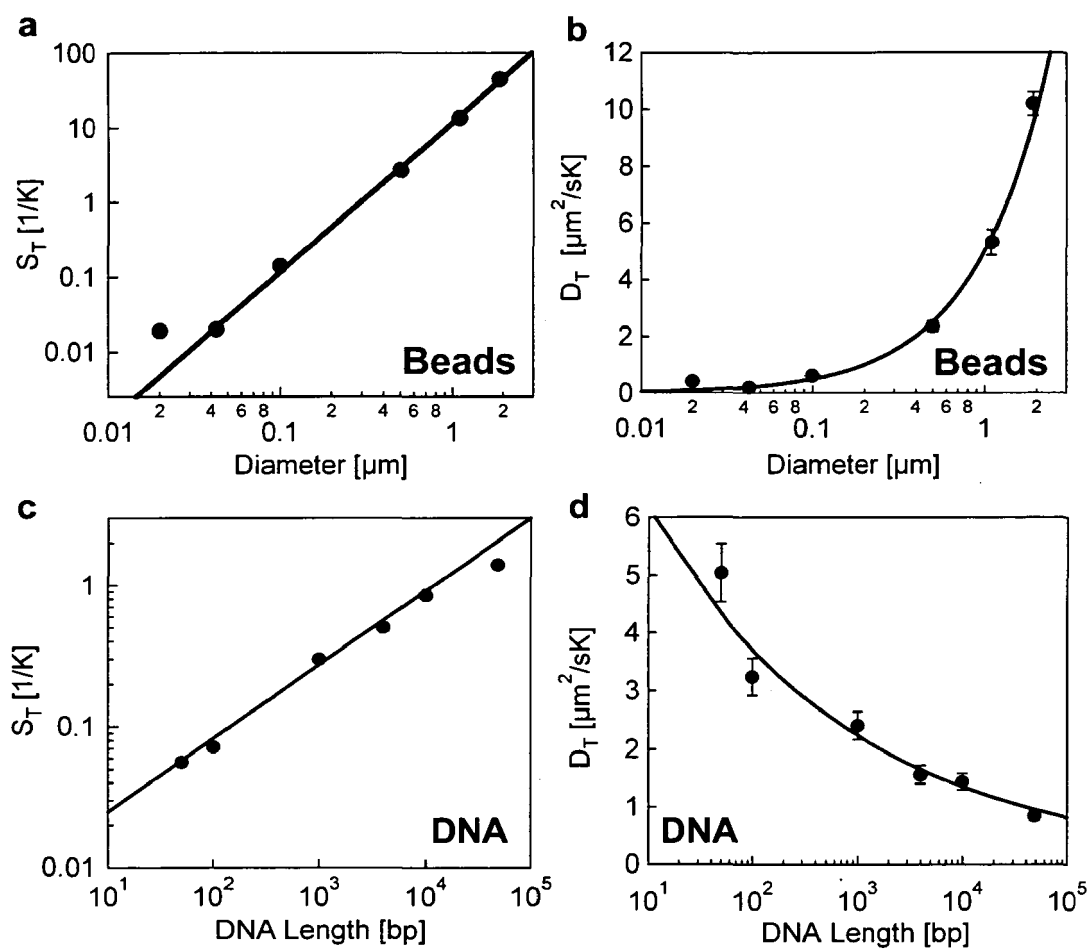 a
100
10
1
0.1
0.01
S_T [1/K]
Beads
2 4 6 8 2 4 6 8 2
0.01 0.1 1
Diameter [µm]
b
12
10
8
6
4
2
0
D_T [µm²/sK]
Beads
2 4 6 8 2 4 6 8 2
0.01 0.1 1
Diameter [µm]
c
1
0.1
0.01
S_T [1/K]
DNA
10¹ 10² 10³ 10⁴ 10⁵
DNA Length [bp]
d
6
5
4
3
2
1
0
D_T [µm²/sK]
DNA
10¹ 10² 10³ 10⁴ 10⁵
DNA Length [bp]